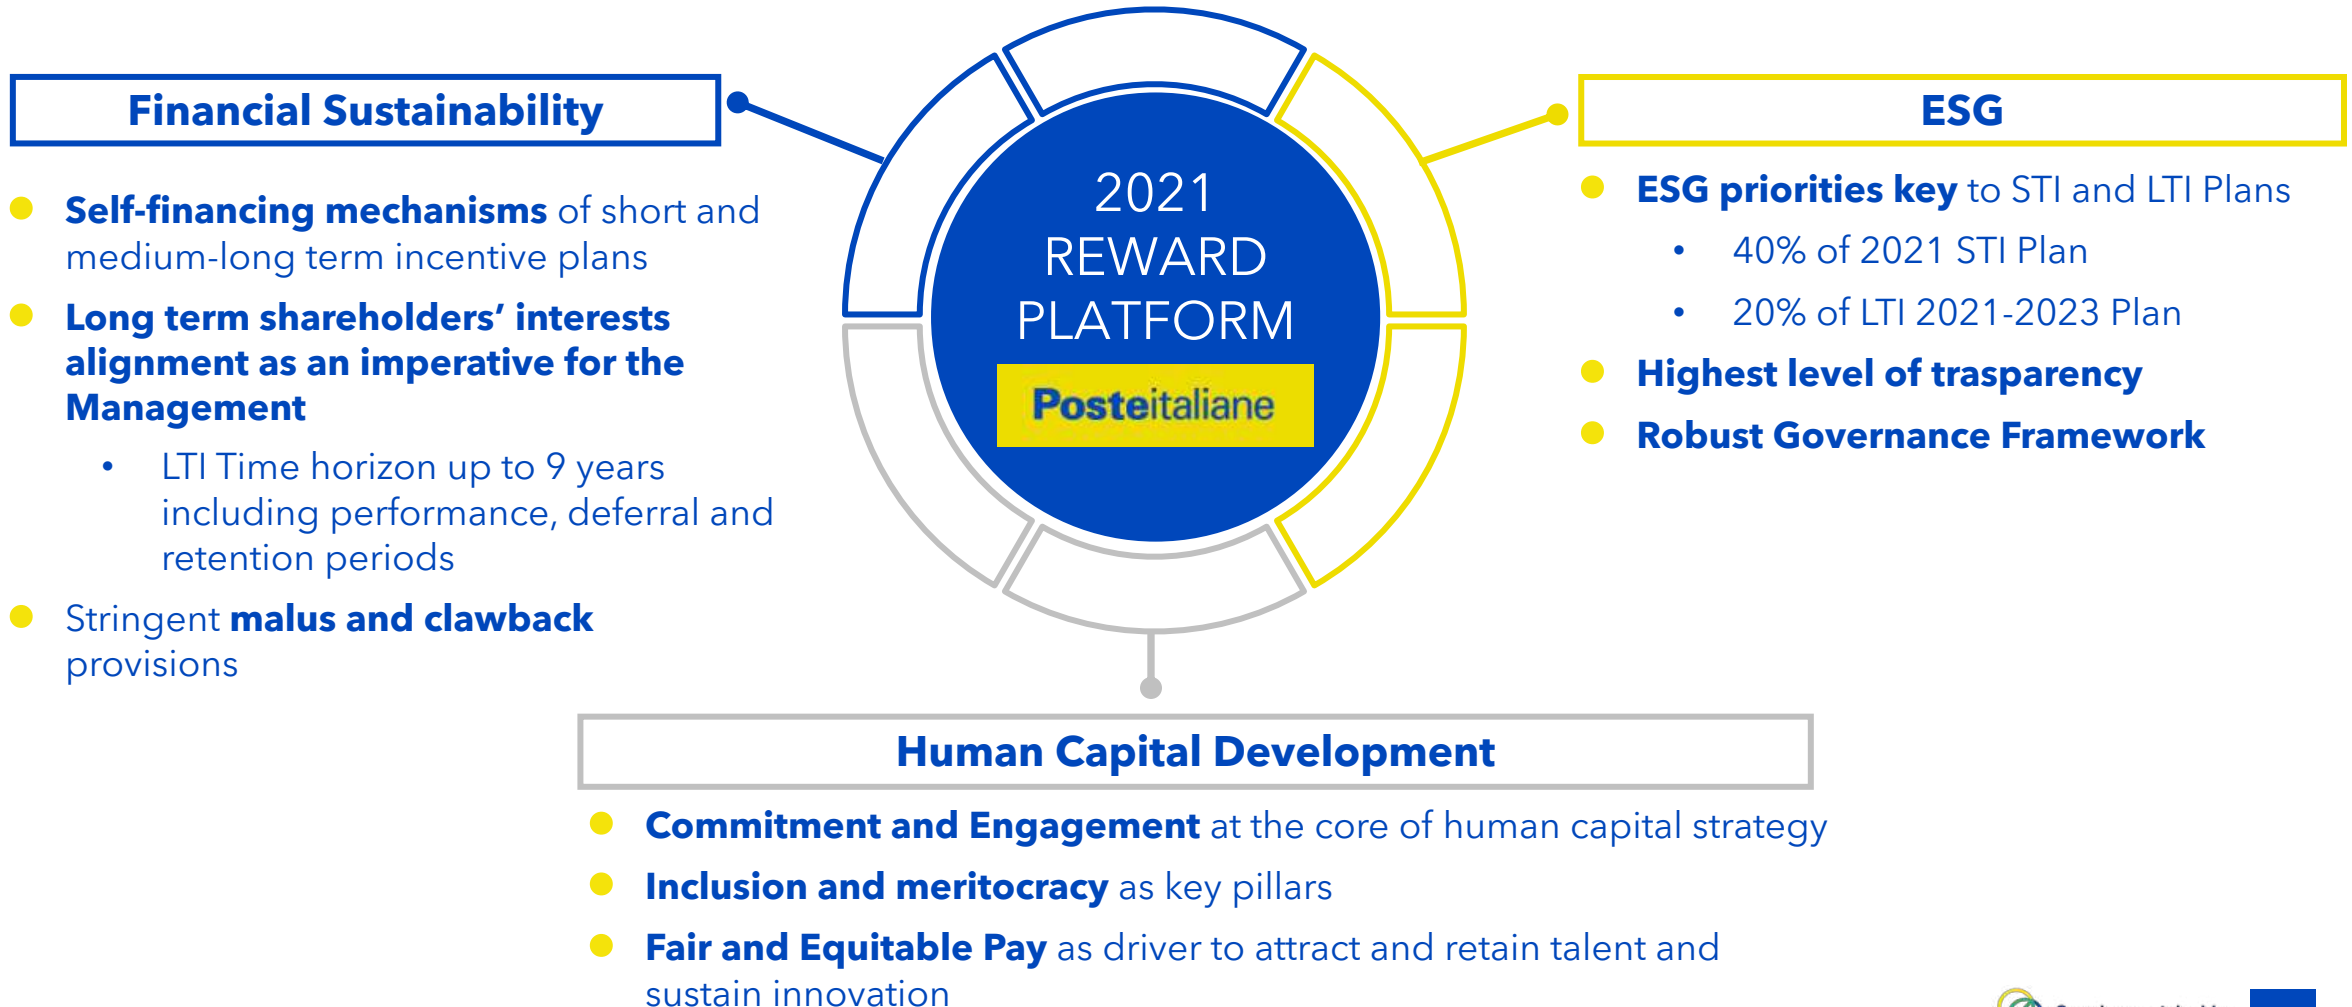 Financial Sustainability
Self-financing mechanisms of short and
medium-long term incentive plans
Long term shareholders’ interests
alignment as an imperative for the
Management
• LTI Time horizon up to 9 years
including performance, deferral and
retention periods
Stringent malus and clawback
provisions
2021
REWARD
PLATFORM
Posteitaliane
ESG
ESG priorities key to STI and LTI Plans
• 40% of 2021 STI Plan
• 20% of LTI 2021-2023 Plan
Highest level of trasparency
Robust Governance Framework
Human Capital Development
Commitment and Engagement at the core of human capital strategy
Inclusion and meritocracy as key pillars
Fair and Equitable Pay as driver to attract and retain talent and
sustain innovation